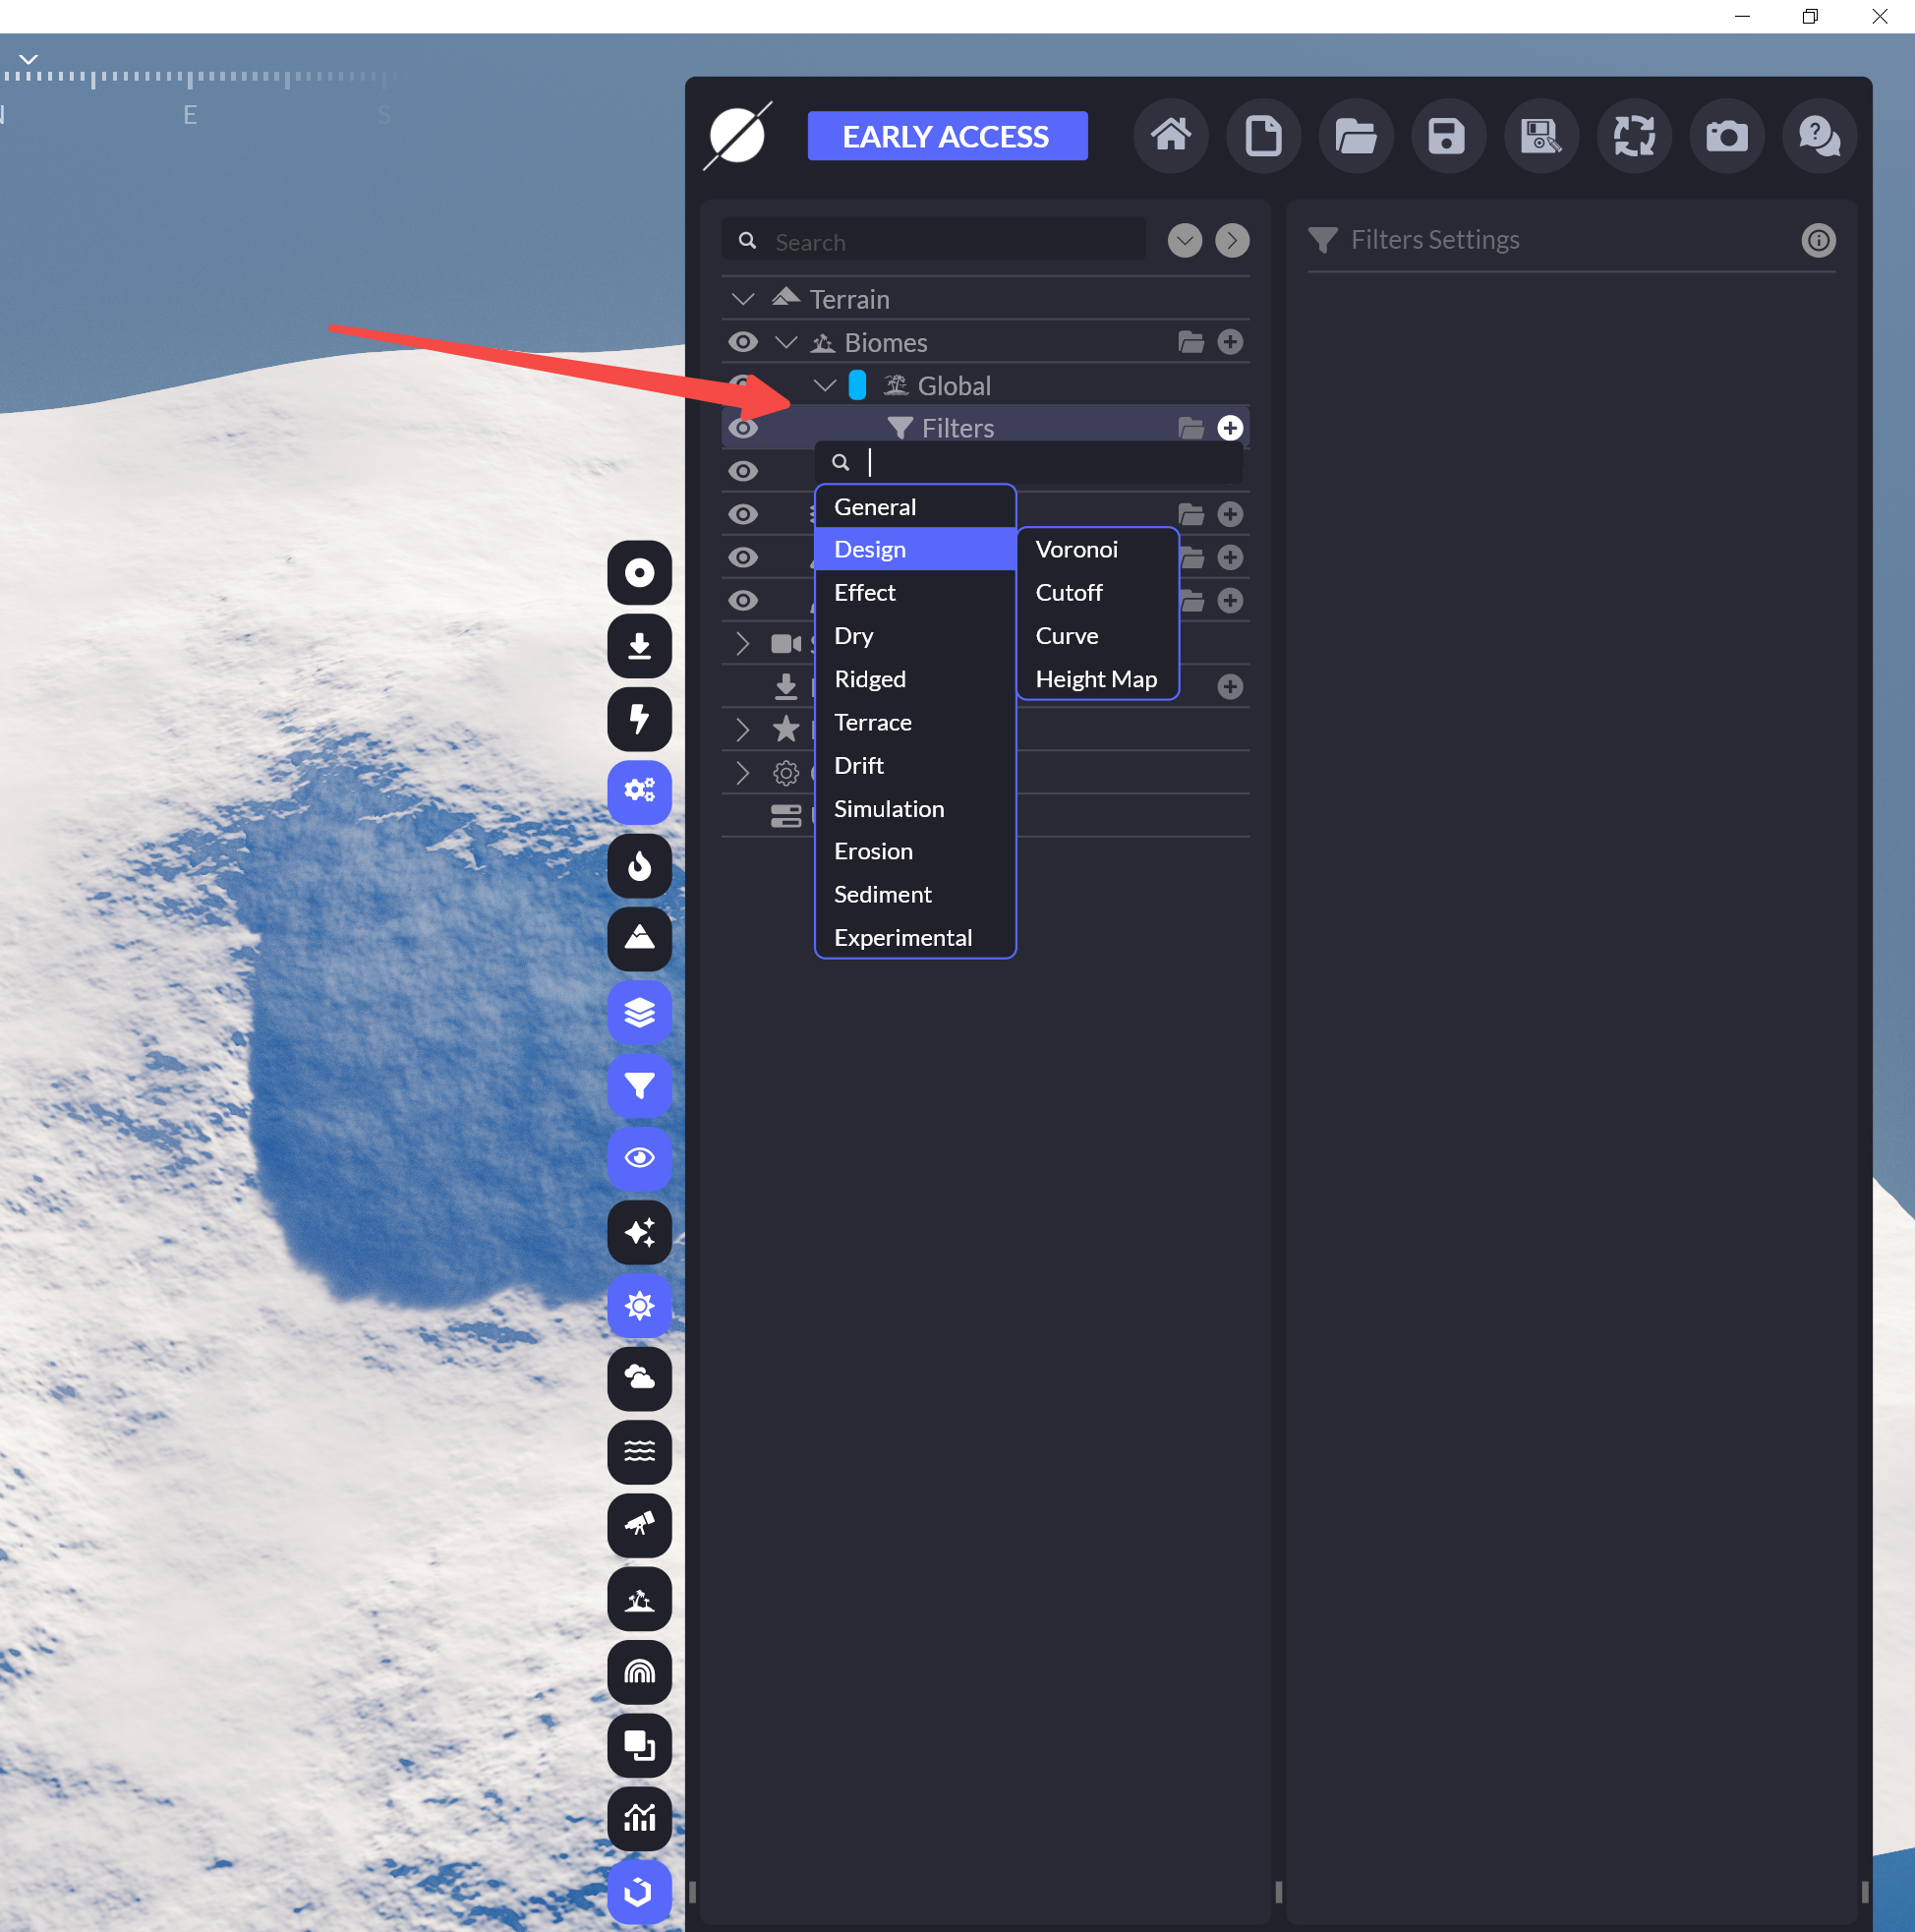 E
S
EARLY ACCESS
Search
Filters Settings
Terrain
Biomes
Global
Filters
General
Design
Voronoi
Effect
Cutoff
Dry
Curve
Ridged
Height Map
Terrace
Drift
Simulation
Erosion
Sediment
Experimental